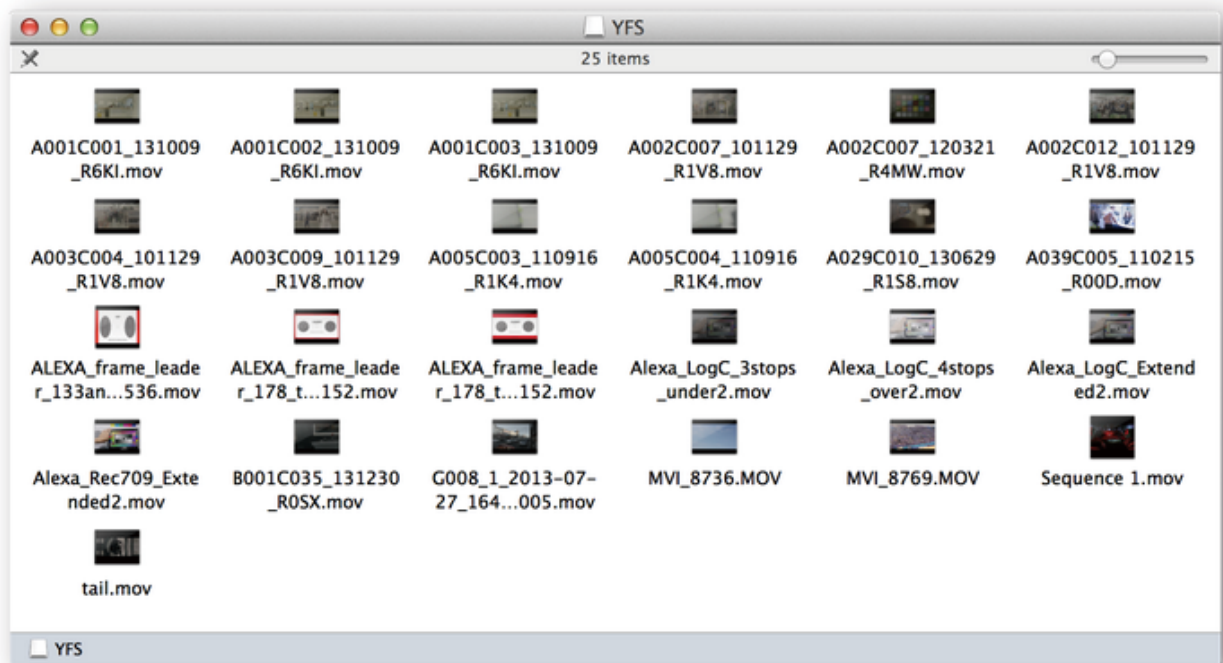 YFS
25 items
A001C001_131009 A001C002_131009 A001C003_131009 A002C007_101129 A002C007_120321 A002C012_101129
_R6KI.mov _R6KI.mov _R6KI.mov _R1V8.mov _R4MW.mov _R1V8.mov
A003C004_101129 A003C009_101129 A005C003_110916 A005C004_110916 A029C010_130629 A039C005_110215
_R1V8.mov _R1V8.mov _R1K4.mov _R1K4.mov _R1S8.mov _R00D.mov
ALEXA_frame_leade ALEXA_frame_leade ALEXA_frame_leade Alexa_LogC_3stops Alexa_LogC_4stops Alexa_LogC_Extend
r_133an...536.mov r_178_t...152.mov r_178_t...152.mov _under2.mov _over2.mov ed2.mov
Alexa_Rec709_Exte B001C035_131230 G008_1_2013-07- MVI_8736.MOV MVI_8769.MOV Sequence 1.mov
nded2.mov _R0SX.mov 27_164...005.mov
tail.mov
YFS